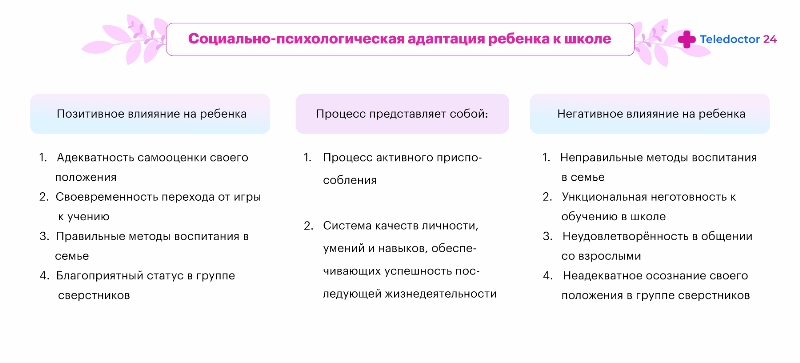 Социально-психологическая адаптация ребенка к школе
Teledoctor 24
Позитивное влияяние на ребенка
1. Адекватность самооценки своего
положения
2. Своевременность перехода от игры
к учению
3. Правильные методы воспитания в
семье
4. Благоприятный статус в группе
сверстников
Процесс представляет собой:
1. Процесс активного приспо-
собления
2. Система качеств личности,
умений и навыков, обеспе-
чивающих успешность пос-
ледующей жизнедеятельности
Негативное влияяние на ребенка
1. Неправильные методы воспитания
в семье
2. Ункциональная неготовность к
обучению в школе
3. Неудовлетворённость в общении
со взрослыми
4. Неадекватное осознание своего
положения в группе сверстников